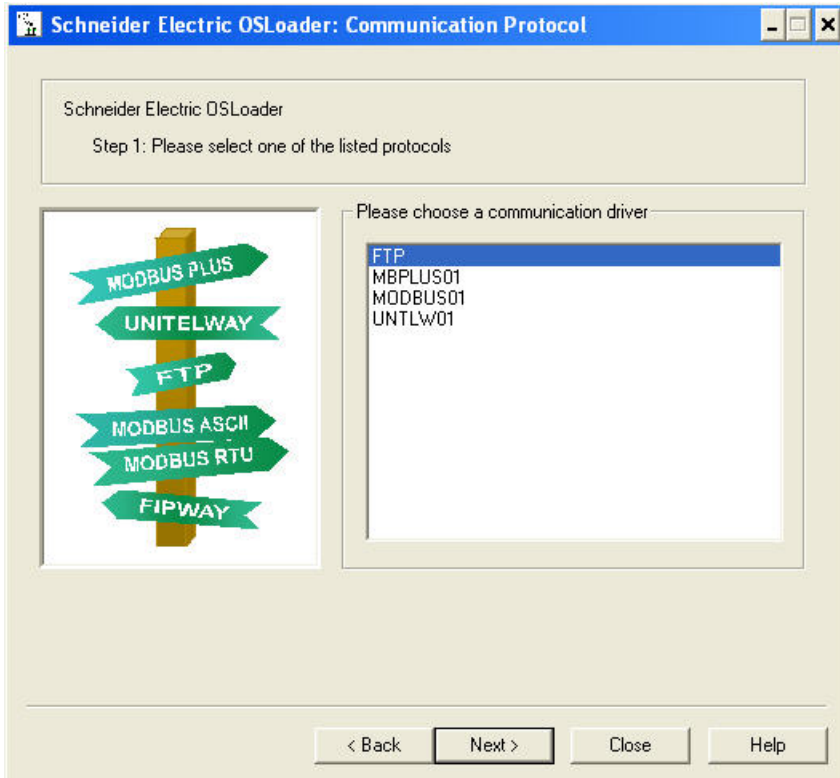 Schneider Electric OSLoader: Communication Protocol
Schneider Electric OSLoader
Step 1: Please select one of the listed protocols
MODBUS PLUS
UNITELWAY
FTP
MODBUS ASCII
MODBUS RTU
FIPWAY
Please choose a communication driver
FTP
MBPLUS01
MODBUS01
UNTLW01
< Back
Next >
Close
Help